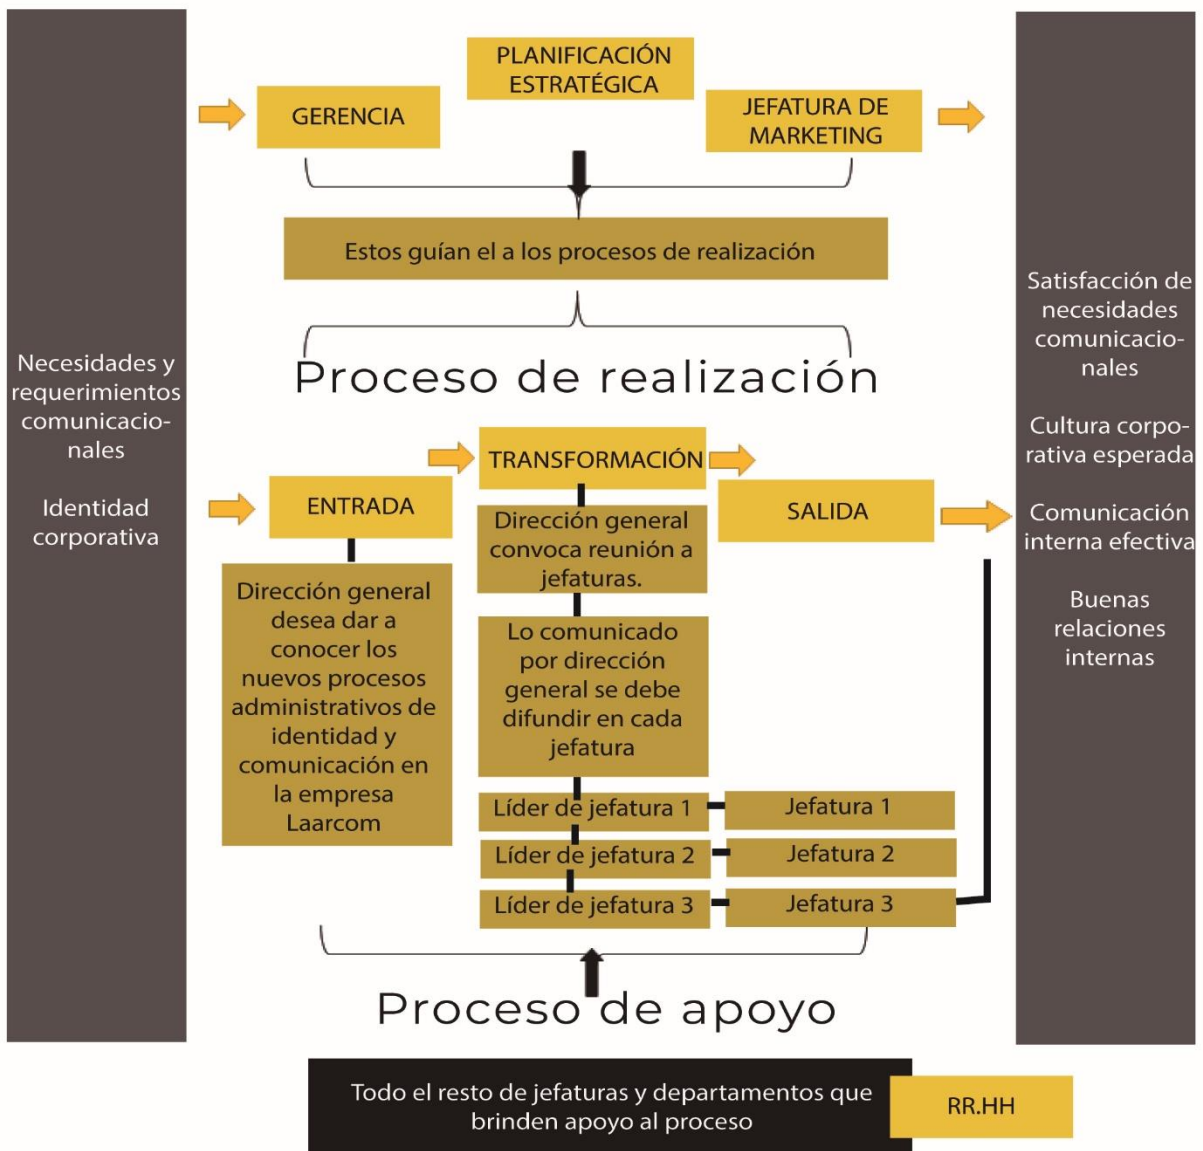 PLANIFICACIÓN
ESTRATÉGICA
GERENCIA
JEFATURA DE
MARKETING
Estos guían el a los procesos de realización
Necesidades y
requerimientos
comunicacio-
nales
Identidad
corporativa
Proceso de realización
ENTRADA
Dirección general
desea dar a
conocer los
nuevos procesos
administrativos de
identidad y
comunicación en
la empresa
Laarcom
TRANSFORMACIÓN
Dirección general
convoca reunión a
jefaturas.
Lo comunicado
por dirección
general se debe
difundir en cada
jefatura
Líder de jefatura 1
Jefatura 1
Líder de jefatura 2
Jefatura 2
Líder de jefatura 3
Jefatura 3
SALIDA
Satisfacción de
necesidades
comunicacio-
nales
Cultura corpo-
rativa esperada
Comunicación
interna efectiva
Buenas
relaciones
internas
Proceso de apoyo
Todo el resto de jefaturas y departamentos que
brinden apoyo al proceso
RR.HH